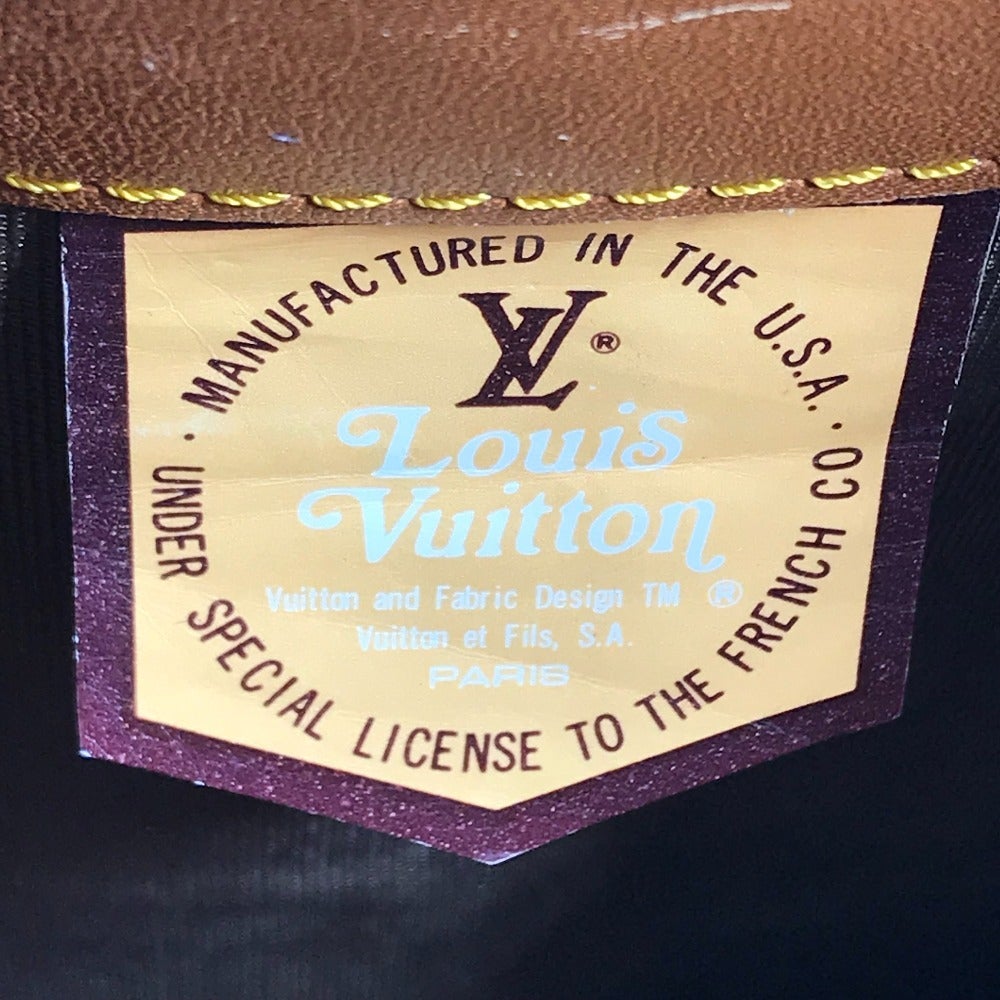 · MANUFACTURED IN THE U.S.A. ·
LV ®
Louis
Vuitton
Vuitton and Fabric Design TM ®
Vuitton et Fils, S.A.
PARIS
UNDER SPECIAL LICENSE TO THE FRENCH CO